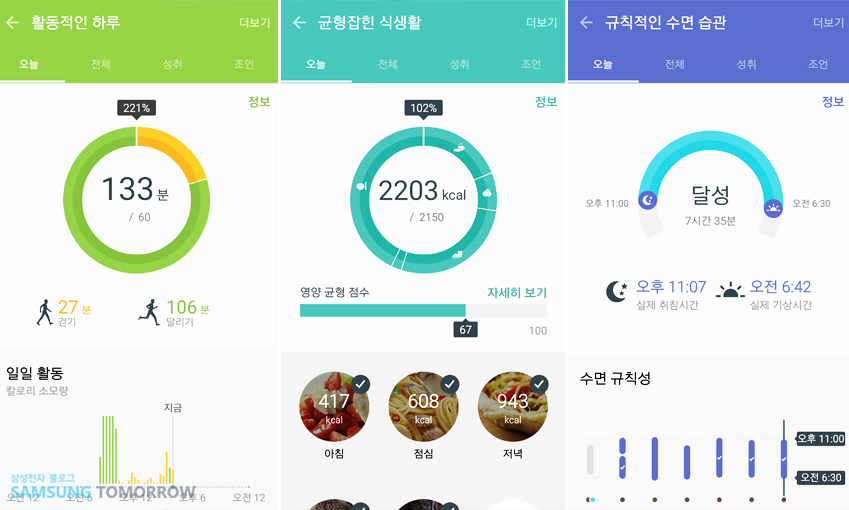 활동적인 하루
더보기
오늘
전체
성취
조언
정보
221%
133 분
/ 60
27 분
걷기
106 분
달리기
일일 활동
칼로리 소모량
지금
삼성전자 블로그
SAMSUNG TOMORROW
오전 12
오전 6
오후 12
오후 6
오전 12
균형잡힌 식생활
더보기
오늘
전체
성취
조언
정보
102%
2203 kcal
/ 2150
영양 균형 점수
자세히 보기
67
100
417
kcal
아침
608
kcal
점심
943
kcal
저녁
규칙적인 수면 습관
더보기
오늘
전체
성취
조언
정보
달성
7시간 35분
오후 11:00
오전 6:30
오후 11:07
실제 취침시간
오전 6:42
실제 기상시간
수면 규칙성
오후 11:00
오전 6:30